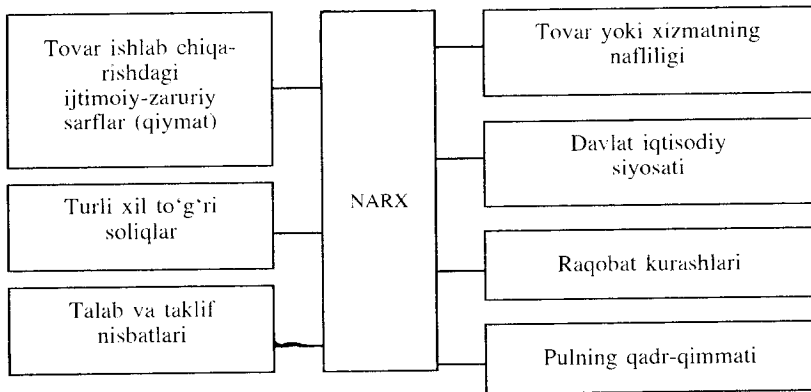 Tovar ishlab chiqa-
rishdagi
ijtimoiy-zaruriy
sarflar (qiymat)
Turli xil to‘g‘ri
soliqlar
Talab va taklif
nisbatlari
NARX
Tovar yoki xizmatning
nafliligi
Davlat iqtisodiy
siyosati
Raqobat kurashlari
Pulning qadr-qimmati